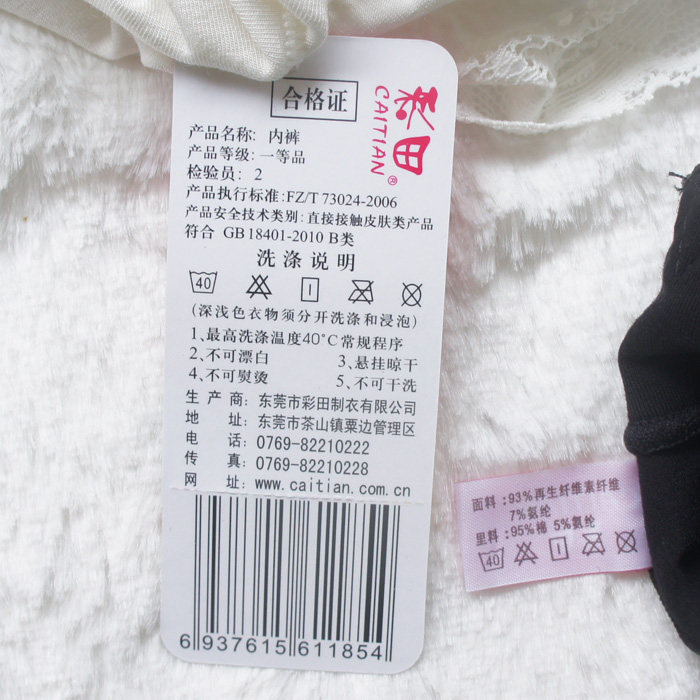 合格证
彩田
CAITIAN®
产品名称: 内裤
产品等级: 一等品
检验员: 2
产品执行标准:FZ/T 73024-2006
产品安全技术类别: 直接接触皮肤类产品
符合 GB 18401-2010 B类
洗涤说明
40
(深浅色衣物须分开洗涤和浸泡)
1、最高洗涤温度40°C常规程序
2、不可漂白 3、悬挂晾干
4、不可熨烫 5、不可干洗
生产商: 东莞市彩田制衣有限公司
地 址: 东莞市茶山镇粟边管理区
电 话: 0769-82210222
传 真: 0769-82210228
网 址: www.caitian.com.cn
6 937615 611854
面料: 93%再生纤维素纤维
7%氨纶
里料: 95%棉 5%氨纶
40